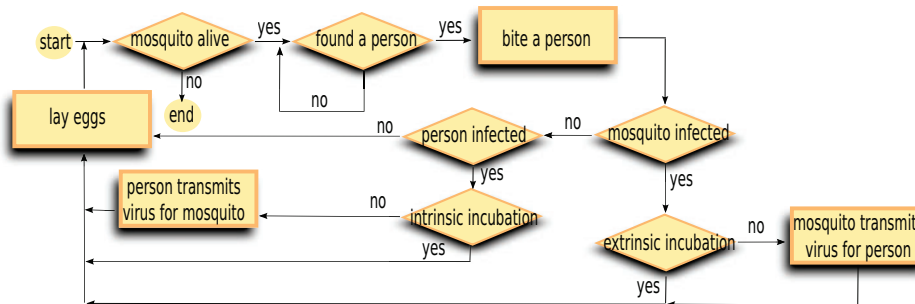 start
mosquito alive
yes
found a person
yes
bite a person
no
no
end
lay eggs
no
person infected
no
mosquito infected
yes
yes
person transmits
virus for mosquito
no
intrinsic incubation
yes
extrinsic incubation
no
mosquito transmit
virus for person
yes